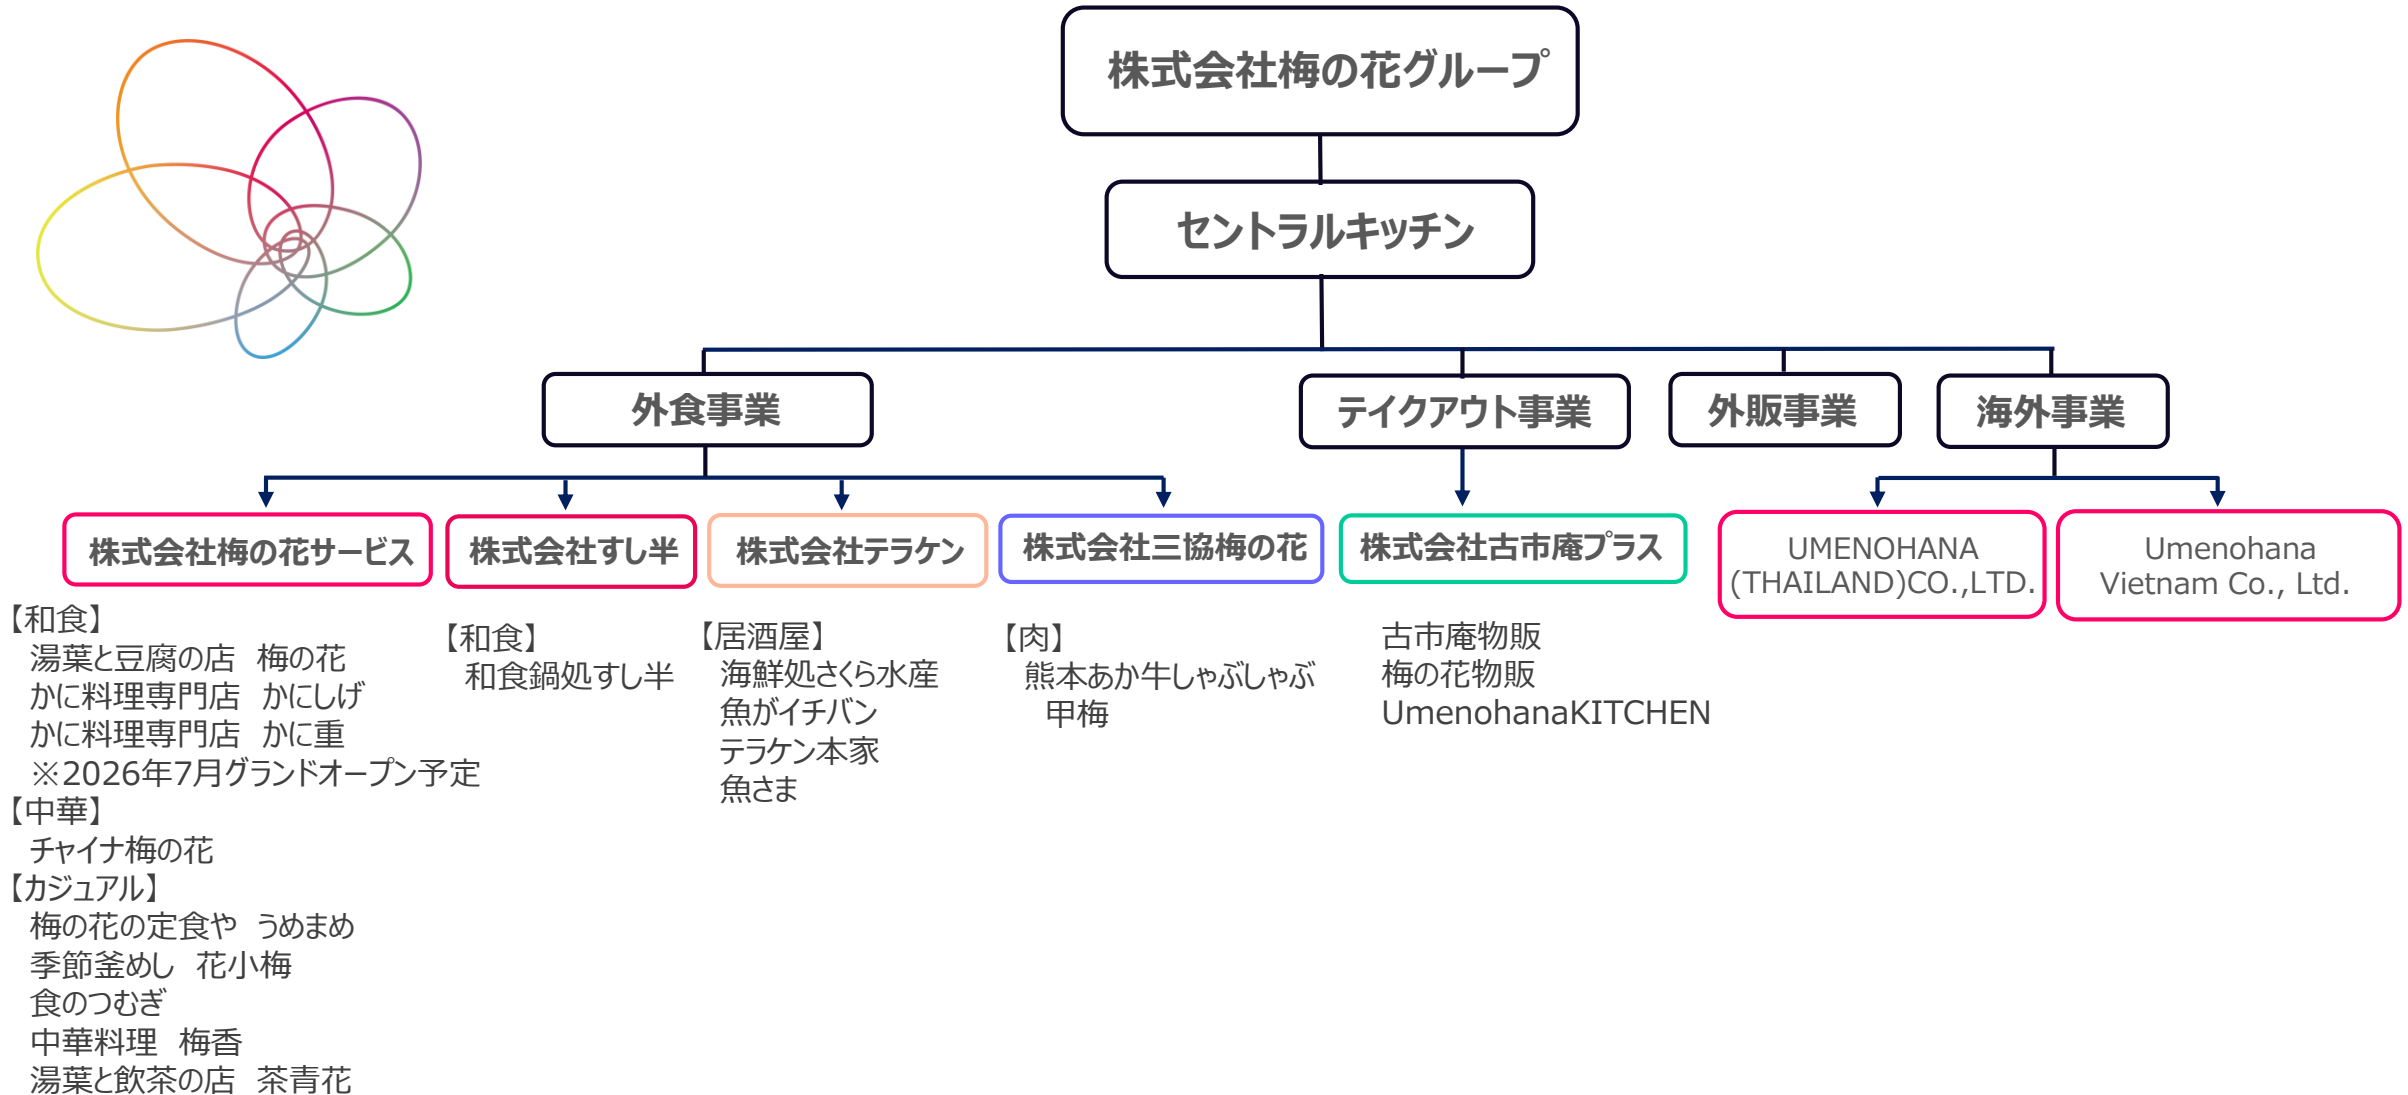 株式会社梅の花グループ
セントラルキッチン
外食事業
テイクアウト事業
外販事業
海外事業
株式会社梅の花サービス
【和食】
湯葉と豆腐の店　梅の花
かに料理専門店　かにしげ
かに料理専門店　かに重
※2026年7月グランドオープン予定
【中華】
チャイナ梅の花
【カジュアル】
梅の花の定食や　うめまめ
季節釜めし　花小梅
食のつむぎ
中華料理　梅香
湯葉と飲茶の店　茶青花
株式会社すし半
【和食】
和食鍋処すし半
株式会社テラケン
【居酒屋】
海鮮処さくら水産
魚がイチバン
テラケン本家
魚さま
株式会社三協梅の花
【肉】
熊本あか牛しゃぶしゃぶ
甲梅
株式会社古市庵プラス
古市庵物販
梅の花物販
UmenohanaKITCHEN
UMENOHANA
(THAILAND)CO.,LTD.
Umenohana
Vietnam Co., Ltd.